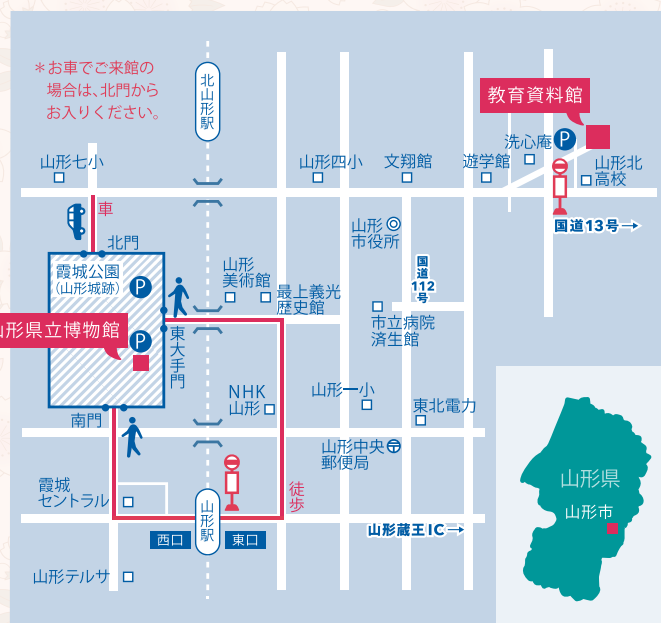 ＊お車でご来館の
場合は、北門から
お入りください。
北山形駅
教育資料館
洗心庵
P
山形七小
山形四小
文翔館
遊学館
山形北
高校
車
国道13号→
北門
山形
市役所
霞城公園
（山形城跡）
P
国道
112
号
山形
美術館
最上義光
歴史館
市立病院
済生館
山形県立博物館
P
東大手門
NHK
山形
山形一小
東北電力
南門
山形中央
郵便局
霞城
セントラル
徒歩
山形駅
西口
東口
山形蔵王IC→
山形テルサ
山形県
山形市